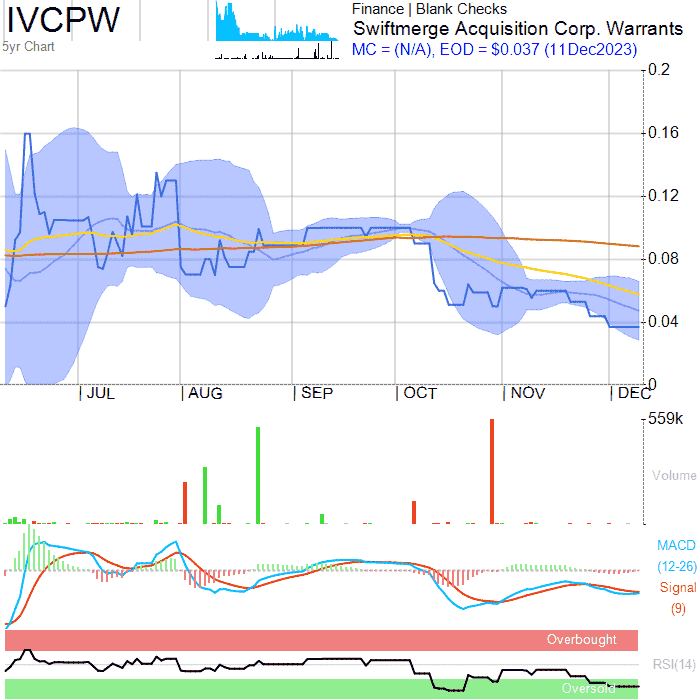 IVCPW
5yr Chart
Finance | Blank Checks
Swiftmerge Acquisition Corp. Warrants
MC = (N/A), EOD = $0.037 (11Dec2023)
0.2
0.16
0.12
0.08
0.04
0
JUL
AUG
SEP
OCT
NOV
DEC
559k
Volume
MACD
(12-26)
Signal
(9)
Overbought
RSI(14)
Oversold